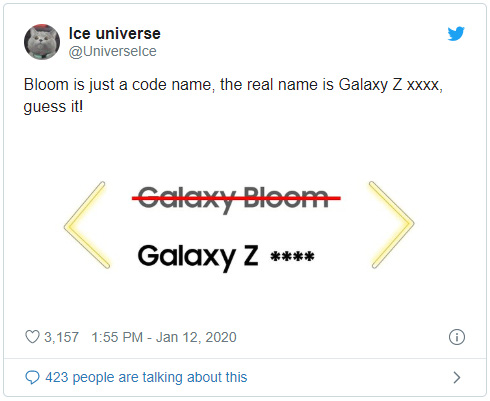 Ice universe
@UniverseIce
Bloom is just a code name, the real name is Galaxy Z xxxx,
guess it!
Galaxy Bloom
Galaxy Z ****
3,157 1:55 PM - Jan 12, 2020
423 people are talking about this